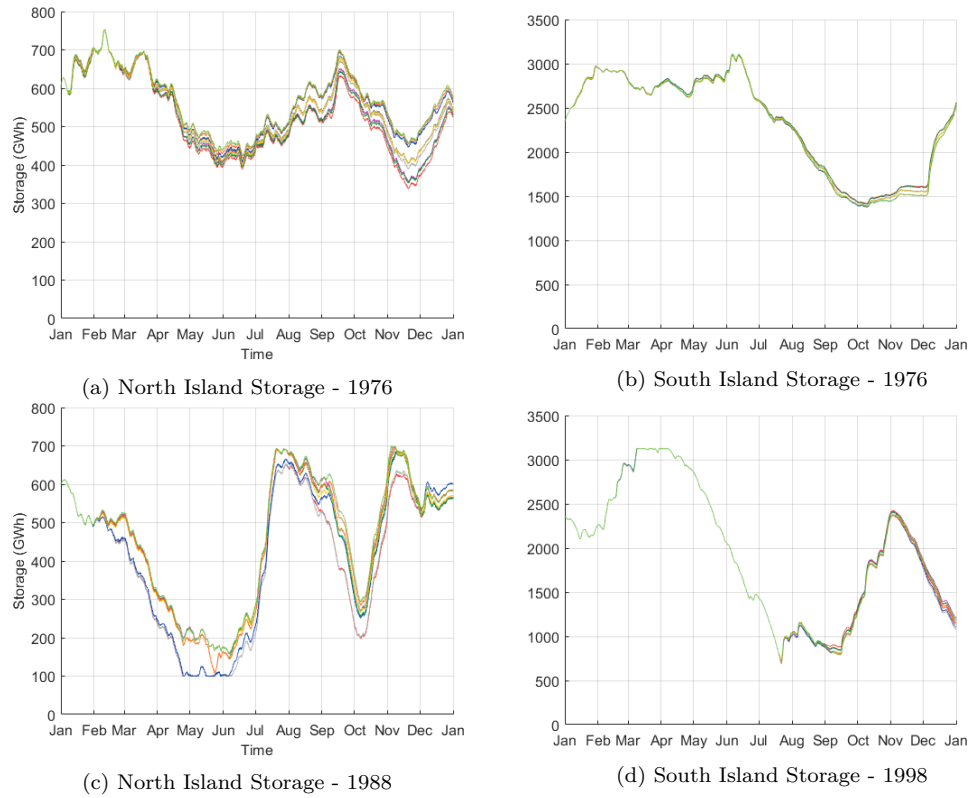 800
700
600
500
400
300
200
100
0
Storage (GWh)
Jan Feb Mar Apr May Jun Jul Aug Sep Oct Nov Dec Jan
Time
(a) North Island Storage - 1976
3500
3000
2500
2000
1500
1000
500
0
Jan Feb Mar Apr May Jun Jul Aug Sep Oct Nov Dec Jan
(b) South Island Storage - 1976
800
700
600
500
400
300
200
100
0
Storage (GWh)
Jan Feb Mar Apr May Jun Jul Aug Sep Oct Nov Dec Jan
Time
(c) North Island Storage - 1988
3500
3000
2500
2000
1500
1000
500
0
Jan Feb Mar Apr May Jun Jul Aug Sep Oct Nov Dec Jan
(d) South Island Storage - 1998